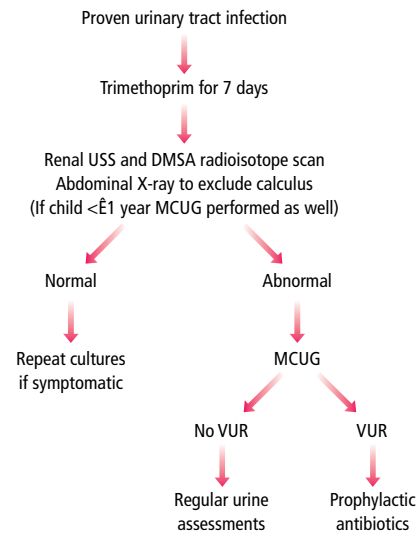 Proven urinary tract infection
Trimethoprim for 7 days
Renal USS and DMSA radioisotope scan
Abdominal X-ray to exclude calculus
(If child <Ê1 year MCUG performed as well)
Normal
Abnormal
Repeat cultures
if symptomatic
MCUG
No VUR
VUR
Regular urine
assessments
Prophylactic
antibiotics